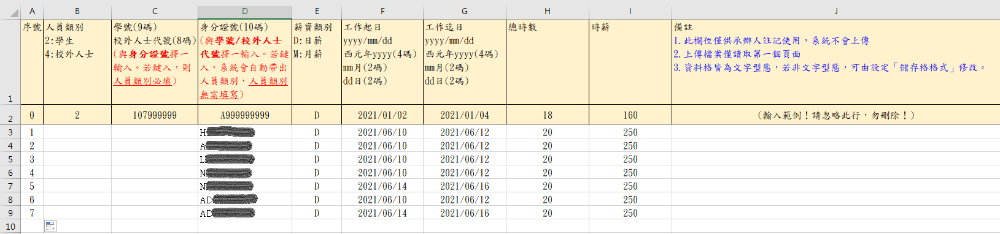 A B C D E F G H I J
1
序號
人員類別
2:學生
4:校外人士
學號(9碼)
校外人士代號(8碼)
(與身分證號擇一
輸入。若鍵入，則
人員類別必填)
身分證號(10碼)
(與學號/校外人士
代號擇一輸入。若鍵
入，系統會自動帶出
人員類別，人員類別
無需填寫)
薪資類別
D:日薪
M:月薪
工作起日
yyyy/mm/dd
西元年yyyy(4碼)
mm月(2碼)
dd日(2碼)
工作迄日
yyyy/mm/dd
西元年yyyy(4碼)
mm月(2碼)
dd日(2碼)
總時數
時薪
備註
1.此欄位僅供承辦人註記使用，系統不會上傳
2.上傳檔案僅讀取第一個頁面
3.資料格皆為文字型態，若非文字型態，可由設定「儲存格格式」修改。
2 0 2 107999999 A999999999 D 2021/01/02 2021/01/04 18 160 (輸入範例！請忽略此行，勿刪除！)
3 1 H D 2021/06/10 2021/06/12 20 250
4 2 A D 2021/06/10 2021/06/12 20 250
5 3 L D 2021/06/10 2021/06/12 20 250
6 4 N D 2021/06/10 2021/06/12 20 250
7 5 N D 2021/06/14 2021/06/16 20 250
8 6 AD D 2021/06/10 2021/06/12 20 250
9 7 AD D 2021/06/14 2021/06/16 20 250
10